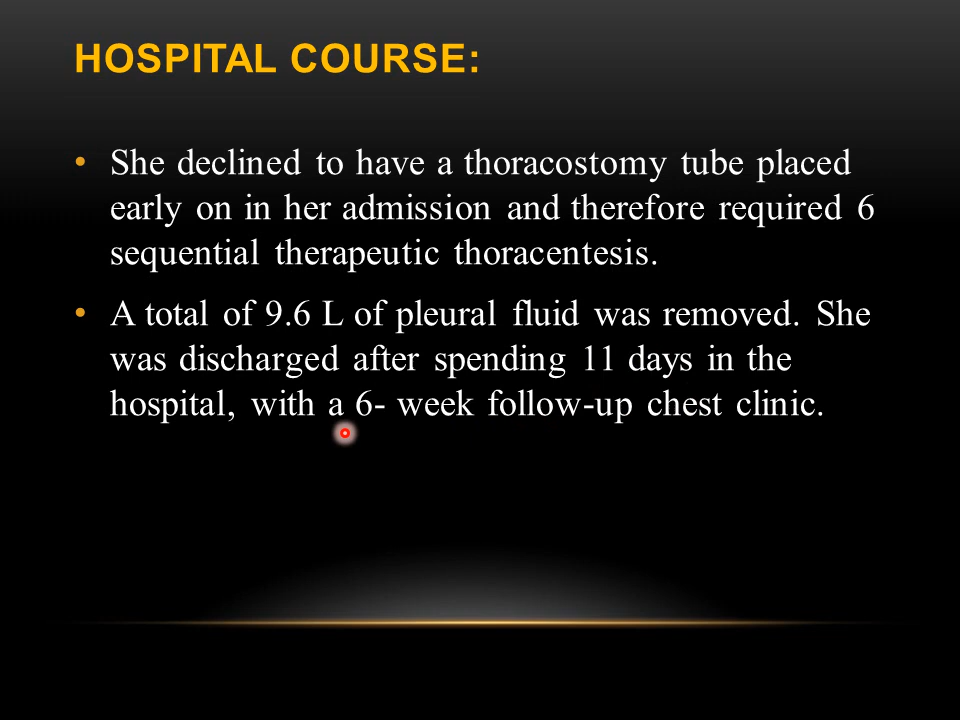 HOSPITAL COURSE:
• She declined to have a thoracostomy tube placed
early on in her admission and therefore required 6
sequential therapeutic thoracentesis.
• A total of 9.6 L of pleural fluid was removed. She
was discharged after spending 11 days in the
hospital, with a 6- week follow-up chest clinic.